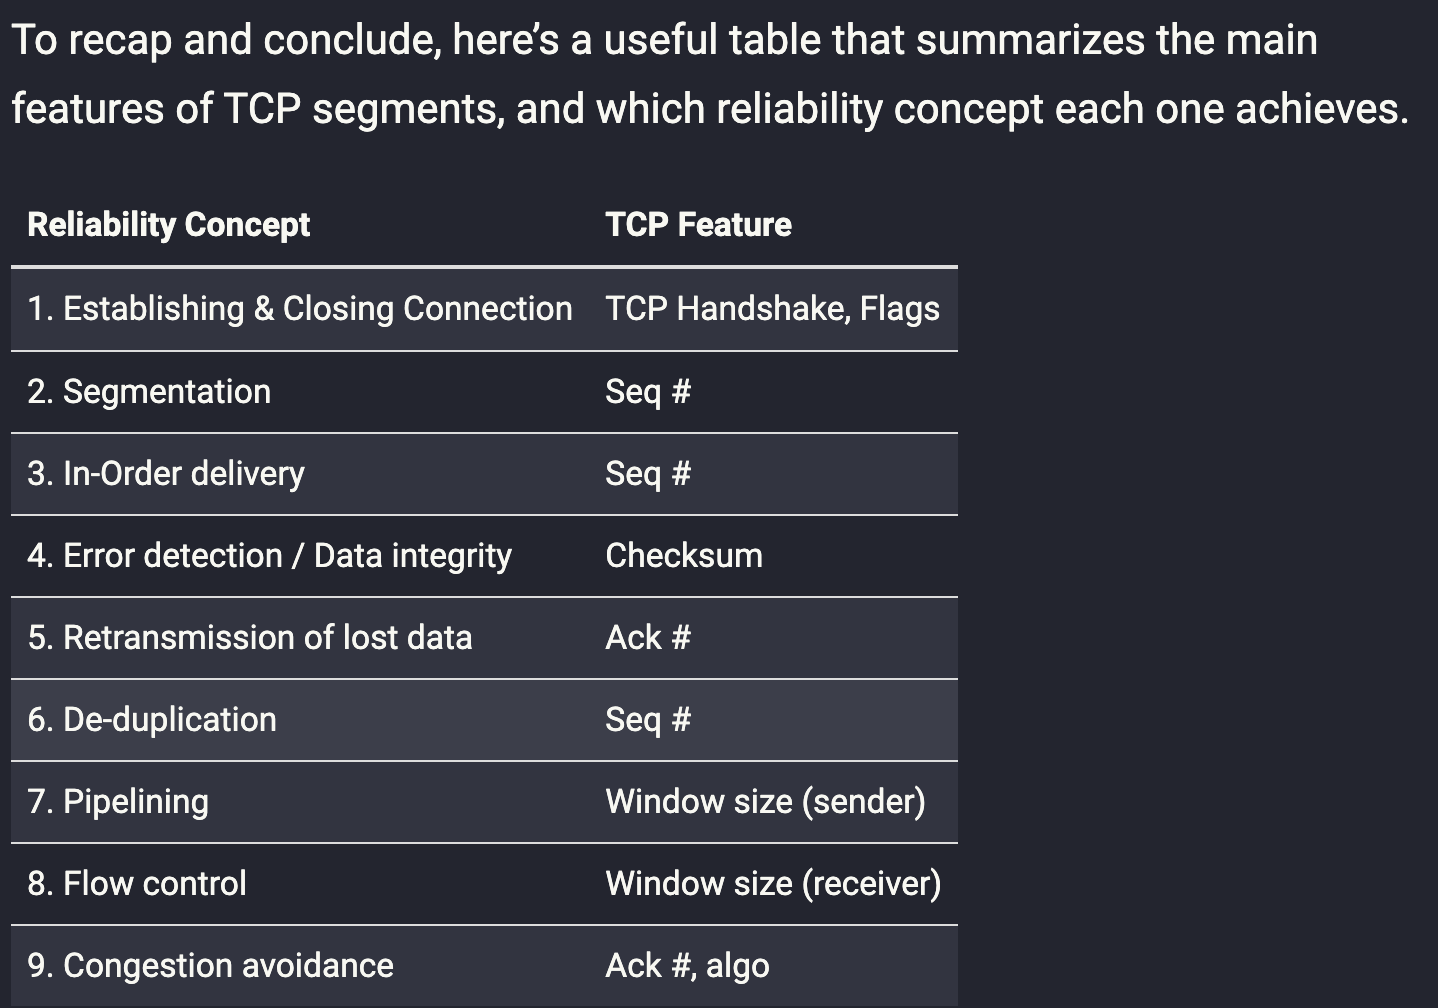 To recap and conclude, here’s a useful table that summarizes the main
features of TCP segments, and which reliability concept each one achieves.
Reliability Concept TCP Feature
1. Establishing & Closing Connection TCP Handshake, Flags
2. Segmentation Seq #
3. In-Order delivery Seq #
4. Error detection / Data integrity Checksum
5. Retransmission of lost data Ack #
6. De-duplication Seq #
7. Pipelining Window size (sender)
8. Flow control Window size (receiver)
9. Congestion avoidance Ack #, algo